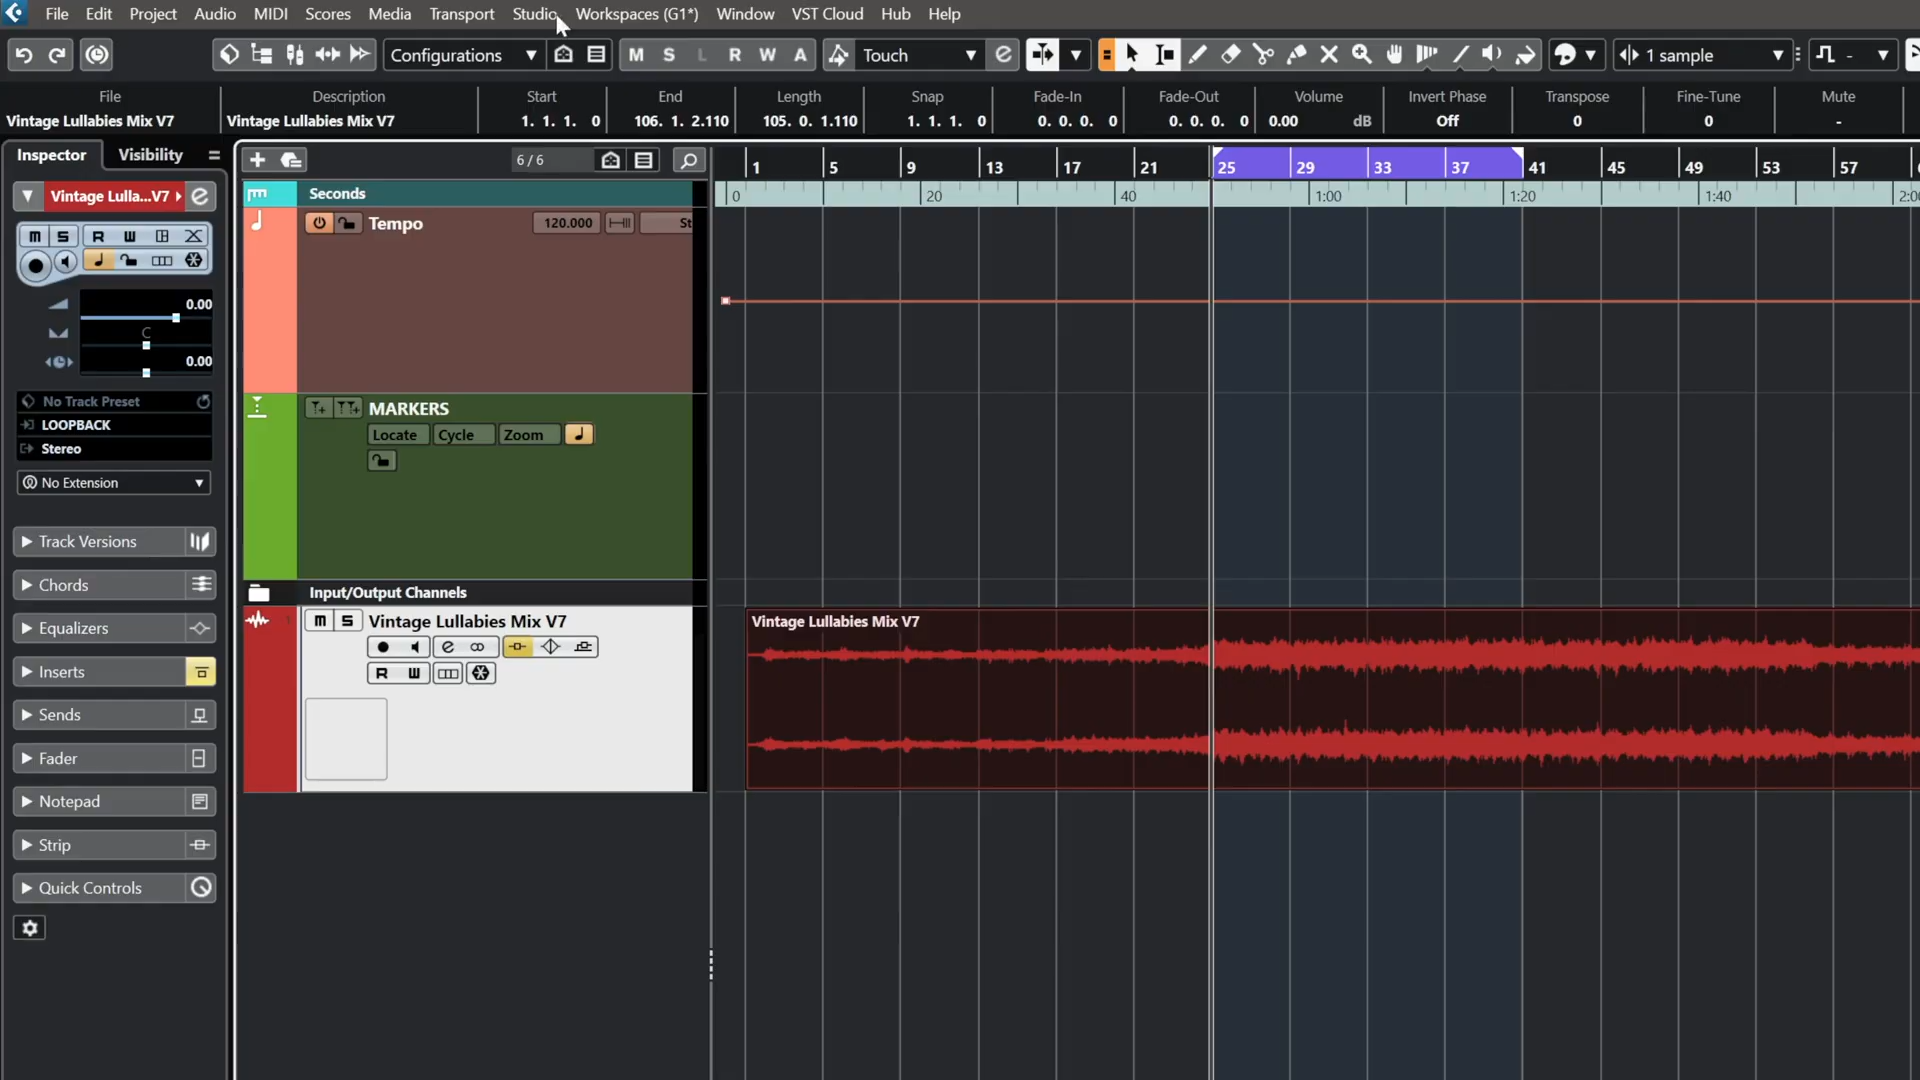 File Edit Project Audio MIDI Scores Media Transport Studio Workspaces (G1*) Window VST Cloud Hub Help
Configurations M S L R W A Touch 1 sample -
File Description Start End Length Snap Fade-In Fade-Out Volume Invert Phase Transpose Fine-Tune Mute
Vintage Lullabies Mix V7 Vintage Lullabies Mix V7 1. 1. 1. 0 106. 1. 2.110 105. 0. 1.110 1. 1. 1. 0 0. 0. 0. 0 0. 0. 0. 0 0.00 dB Off 0 0 -
Inspector Visibility 6/6 1 5 9 13 17 21 25 29 33 37 41 45 49 53 57
Vintage Lulla...V7 Seconds 0 20 40 1:00 1:20 1:40
Tempo 120.000 St
M S R W
0.00
C
0.00
No Track Preset
LOOPBACK
Stereo
No Extension
MARKERS
Locate Cycle Zoom
Track Versions
Chords
Equalizers
Inserts
Sends
Fader
Notepad
Strip
Quick Controls
Input/Output Channels
1 M S Vintage Lullabies Mix V7
R W
Vintage Lullabies Mix V7